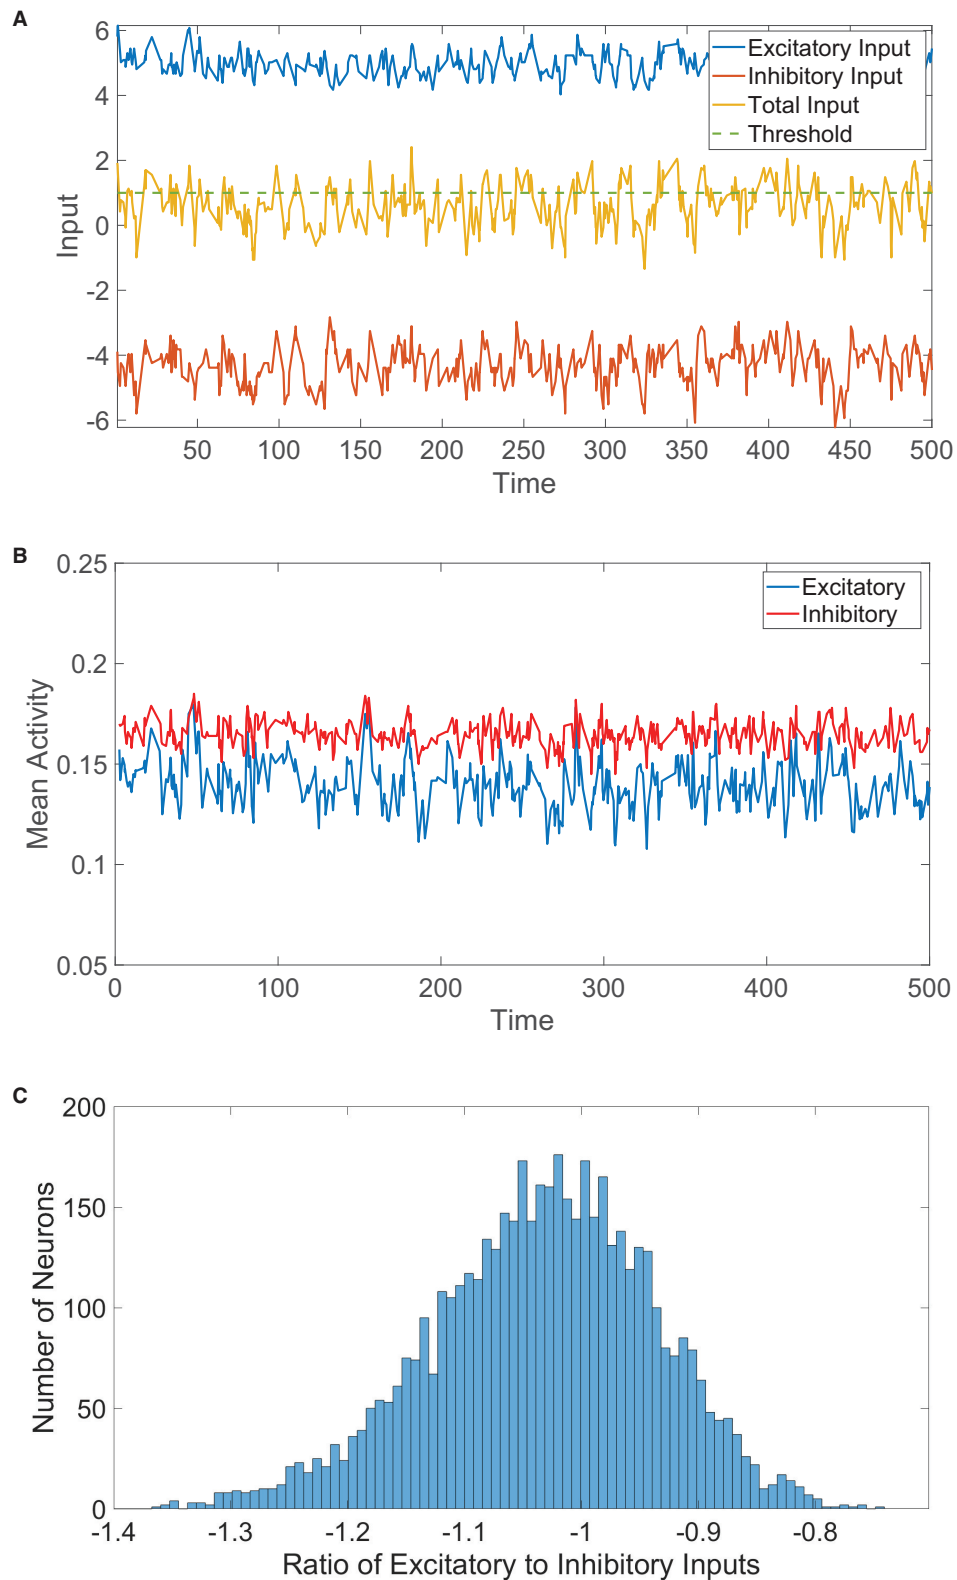 A
6
4
2
0
-2
-4
-6
Input
Excitatory Input
Inhibitory Input
Total Input
Threshold
50 100 150 200 250 300 350 400 450 500
Time
B
0.25
0.2
0.15
0.1
0.05
Mean Activity
Excitatory
Inhibitory
0 100 200 300 400 500
Time
C
200
150
100
50
0
Number of Neurons
-1.4 -1.3 -1.2 -1.1 -1 -0.9 -0.8
Ratio of Excitatory to Inhibitory Inputs